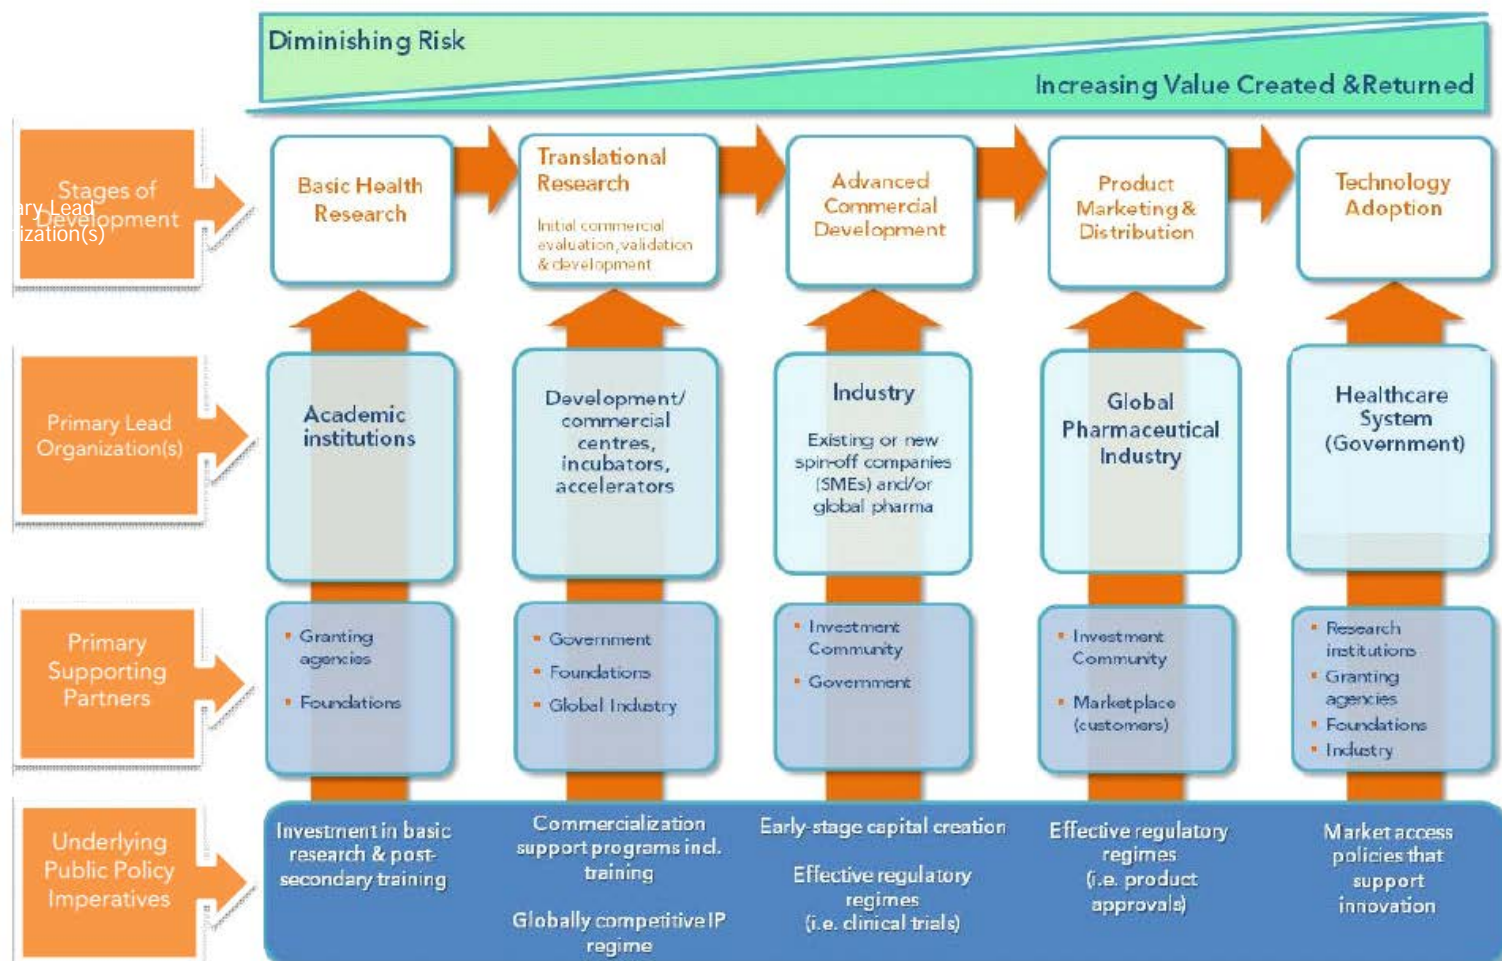 Diminishing Risk
Increasing Value Created &Returned
Stages of
Development
ary Lead
ization(s)
Basic Health
Research
Translational
Research
Initial commercial
evaluation, validation
& development
Advanced
Commercial
Development
Product
Marketing &
Distribution
Technology
Adoption
Primary Lead
Organization(s)
Academic
institutions
Development/
commercial
centres,
incubators,
accelerators
Industry
Existing or new
spin-off companies
(SMEs) and/or
global pharma
Global
Pharmaceutical
Industry
Healthcare
System
(Government)
Primary
Supporting
Partners
▪ Granting
agencies
▪ Foundations
▪ Government
▪ Foundations
▪ Global Industry
▪ Investment
Community
▪ Government
▪ Investment
Community
▪ Marketplace
(customers)
▪ Research
institutions
▪ Granting
agencies
▪ Foundations
▪ Industry
Underlying
Public Policy
Imperatives
Investment in basic
research & post-
secondary training
Commercialization
support programs incl.
training
Globally competitive IP
regime
Early-stage capital creation
Effective regulatory
regimes
(i.e. clinical trials)
Effective regulatory
regimes
(i.e. product
approvals)
Market access
policies that
support
innovation